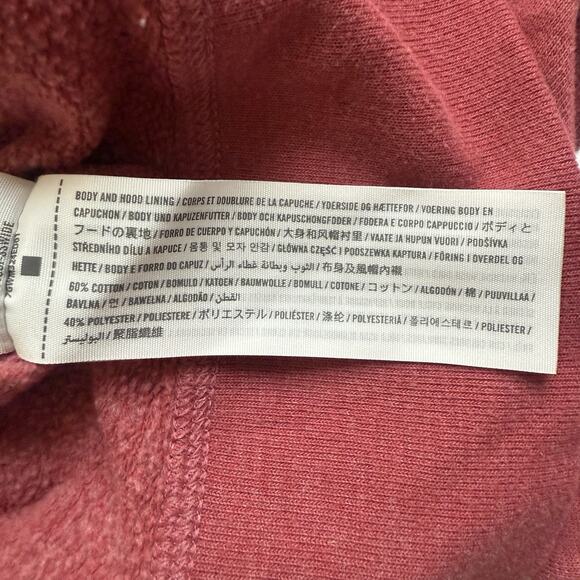 BODY AND HOOD LINING / CORPS ET DOUBLURE DE LA CAPUCHE / YDERSIDE OG HÆTTEFOR / VOERING BODY EN
CAPUCHON / BODY UND KAPUZENFUTTER / BODY OCH KAPUSCHONGFODER / FODERA E CORPO CAPPUCCIO / ボディと
フードの裏地 / FORRO DE CUERPO Y CAPUCHÓN / 大身和风帽衬里 / VAATE JA HUPUN VUORI / PODŠÍVKA
STŘEDNÍHO DÍLU A KAPUCE / 몸통 및 모자 안감 / GŁÓWNA CZĘŚĆ I PODSZEWKA KAPTURA / FÔRING I OVERDEL OG
HETTE / BODY E FORRO DO CAPUZ / الثوب وبطانة غطاء الرأس / 布身及風帽內襯
60% COTTON / COTON / BOMULD / KATOEN / BAUMWOLLE / BOMULL / COTONE / コットン / ALGODÓN / 棉 / PUUVILLAA /
BAVLNA / 면 / BAWEŁNA / ALGODÃO / القطن
40% POLYESTER / POLIESTERE / ポリエステル / POLIÉSTER / 涤纶 / POLYESTERIÄ / 폴리에스테르 / POLIESTER /
البوليستر / 聚脂纖維